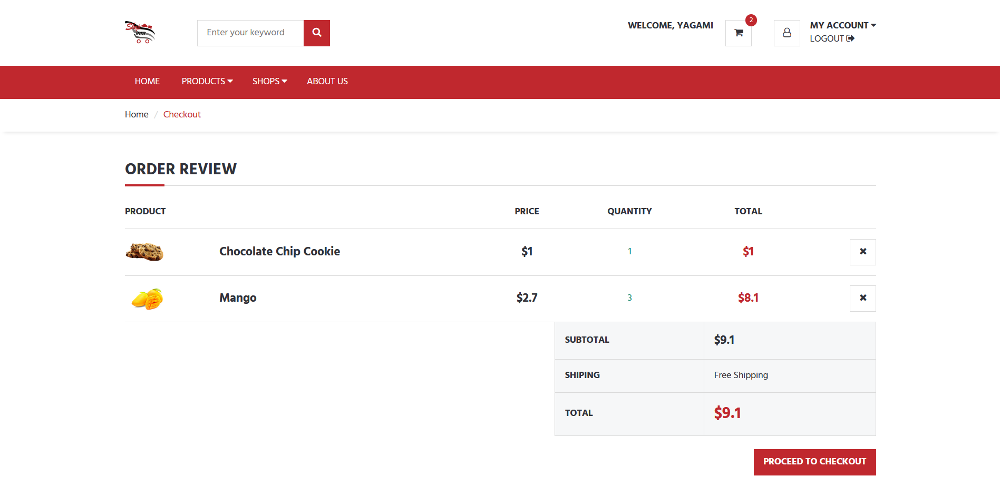 Shop
HUB
Enter your keyword
WELCOME, YAGAMI
2
MY ACCOUNT
LOGOUT
HOME PRODUCTS SHOPS ABOUT US
Home / Checkout
ORDER REVIEW
PRODUCT PRICE QUANTITY TOTAL
Chocolate Chip Cookie $1 1 $1
Mango $2.7 3 $8.1
SUBTOTAL $9.1
SHIPING Free Shipping
TOTAL $9.1
PROCEED TO CHECKOUT